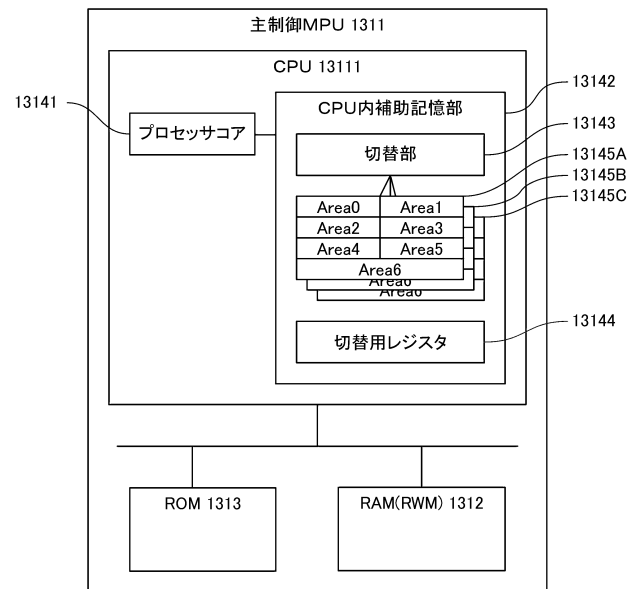 主制御MPU 1311
CPU 13111
13141
プロセッサコア
CPU内補助記憶部
13142
切替部
13143
13145A
13145B
13145C
Area0
Area1
Area2
Area3
Area4
Area5
Area6
Area6
Area6
切替用レジスタ
13144
ROM 1313
RAM(RWM) 1312